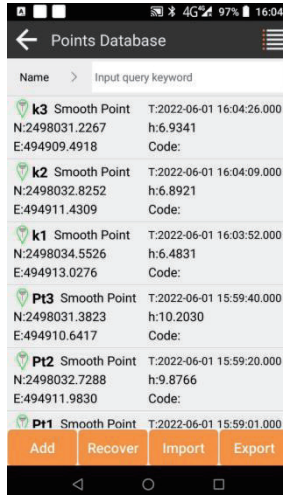 A 4G 97% 16:04
Points Database
Name > Input query keyword
k3 Smooth Point T:2022-06-01 16:04:26.000
N:2498031.2267 h:6.9341
E:494909.4918 Code:
k2 Smooth Point T:2022-06-01 16:04:09.000
N:2498032.8252 h:6.8921
E:494911.4309 Code:
k1 Smooth Point T:2022-06-01 16:03:52.000
N:2498034.5526 h:6.4831
E:494913.0276 Code:
Pt3 Smooth Point T:2022-06-01 15:59:40.000
N:2498031.3823 h:10.2030
E:494910.6417 Code:
Pt2 Smooth Point T:2022-06-01 15:59:20.000
N:2498032.7288 h:9.8766
E:494911.9830 Code:
Pt1 Smooth Point T:2022-06-01 15:59:01.000
Add Recover Import Export